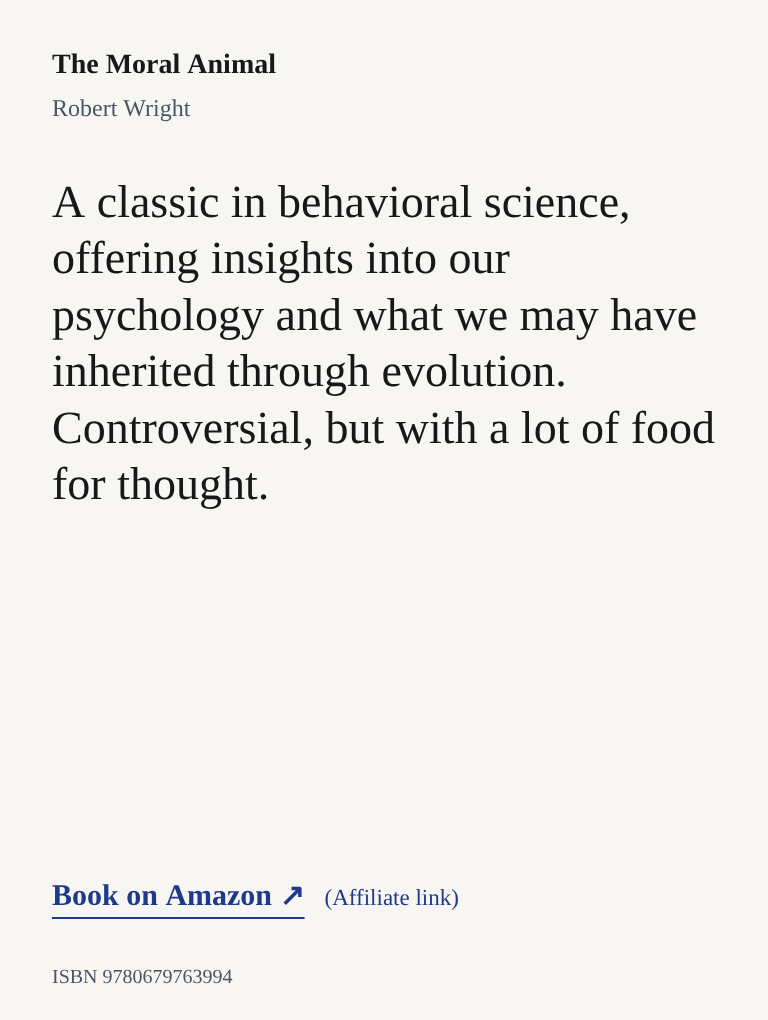 The Moral Animal
Robert Wright
A classic in behavioral science,
offering insights into our
psychology and what we may have
inherited through evolution.
Controversial, but with a lot of food
for thought.
Book on Amazon ↗ (Affiliate link)
ISBN 9780679763994